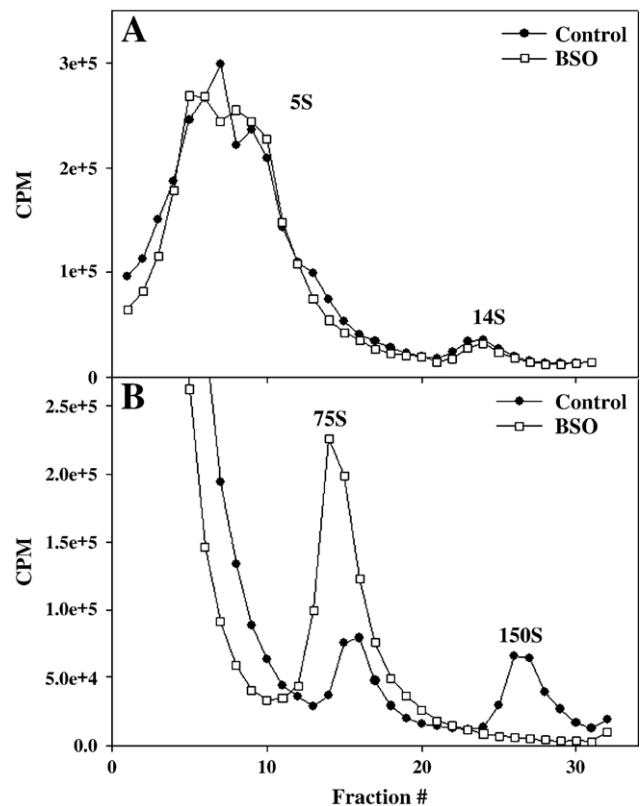 A
Control
BSO
3e+5
5S
2e+5
CPM
1e+5
14S
0
B
Control
BSO
2.5e+5
75S
2.0e+5
1.5e+5
CPM
1.0e+5
150S
5.0e+4
0.0
0 10 20 30
Fraction #